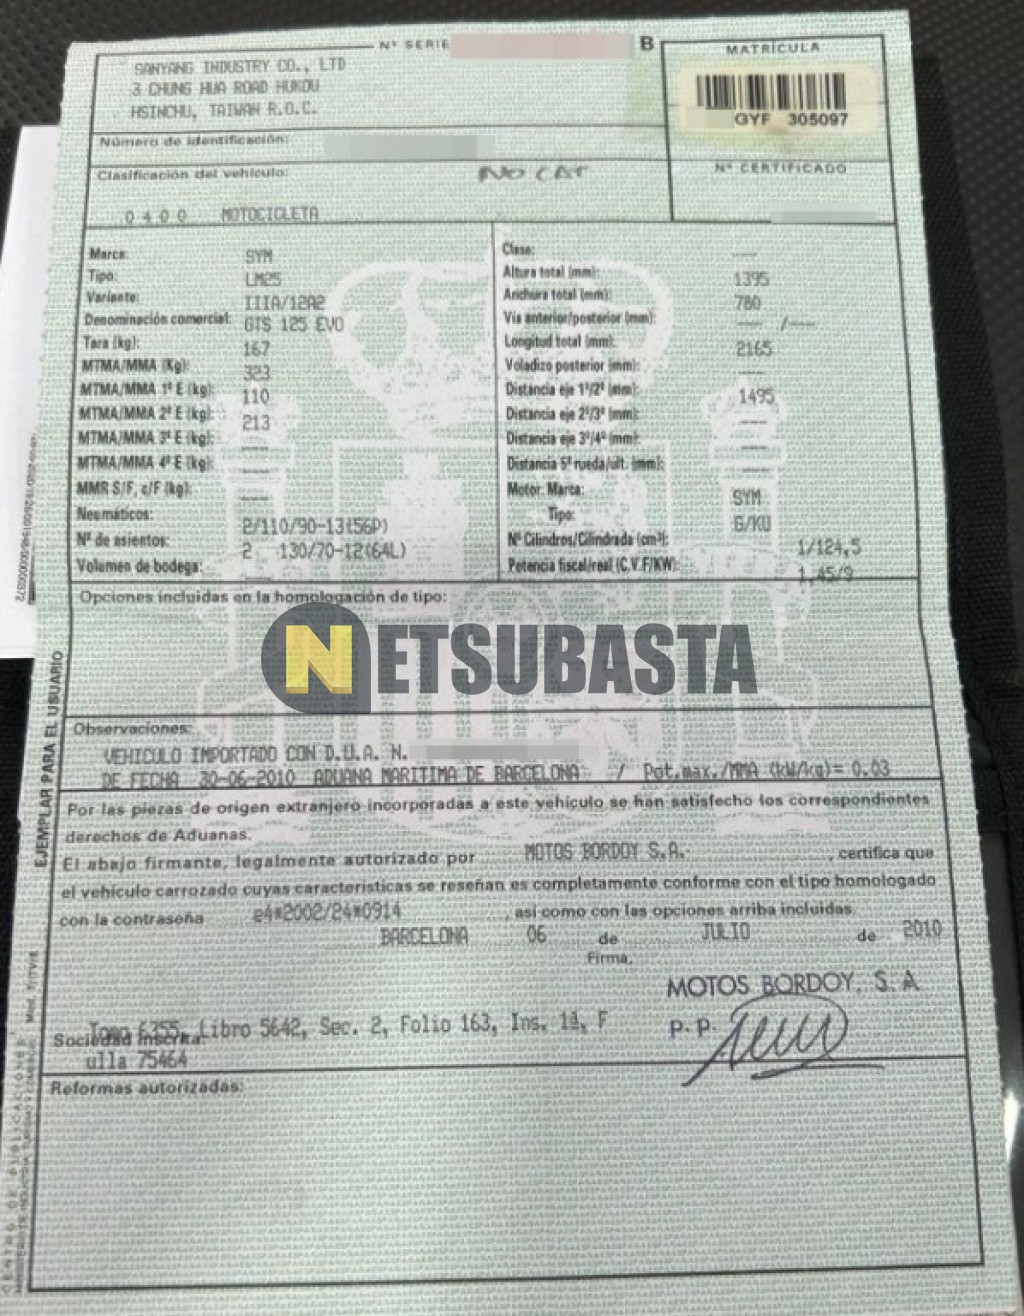 Nº SERIE
B
MATRÍCULA
GYF 305097
SANYANG INDUSTRY CO., LTD
3 CHUNG HUA ROAD HUKOU
HSINCHU, TAIWAN R.O.C.
Número de identificación:
Clasificación del vehículo:
NO CAT
Nº CERTIFICADO
0400 MOTOCICLETA
Marca: SYM
Tipo: LM25
Variante: IIIA/12A2
Denominación comercial: GTS 125 EVO
Tara (kg): 167
MTMA/MMA (Kg): 323
MTMA/MMA 1º E (kg): 110
MTMA/MMA 2º E (kg): 213
MTMA/MMA 3º E (kg): ---
MTMA/MMA 4º E (kg): ---
MMR S/F, c/F (kg): ---
Neumáticos: 2/110/90-13(56P)
Nº de asientos: 2 130/70-12(64L)
Volumen de bodega: ---
Clase: ---
Altura total (mm): 1395
Anchura total (mm): 780
Vía anterior/posterior (mm): --- /---
Longitud total (mm): 2165
Voladizo posterior (mm): ---
Distancia eje 1º/2º (mm): 1495
Distancia eje 2º/3º (mm): ---
Distancia eje 3º/4º (mm): ---
Distancia 5ª rueda/últ. (mm): ---
Motor: Marca: SYM
Tipo: G/KU
Nº Cilindros/Cilindrada (cm³): 1/124,5
Potencia fiscal/real (C.V.F/KW): 1,45/9
Opciones incluidas en la homologación de tipo:
NETSUBASTA
Observaciones:
VEHICULO IMPORTADO CON D.U.A. N.
DE FECHA 30-06-2010 ADUANA MARITIMA DE BARCELONA / Pot.max./MMA (kW/kg)= 0.03
Por las piezas de origen extranjero incorporadas a este vehículo se han satisfecho los correspondientes
derechos de Aduanas.
El abajo firmante, legalmente autorizado por MOTOS BORDOY S.A. , certifica que
el vehículo carrozado cuyas características se reseñan es completamente conforme con el tipo homologado
con la contraseña e4*2002/24*0914 , así como con las opciones arriba incluidas.
BARCELONA 06 de JULIO de 2010
Firma,
MOTOS BORDOY, S.A
P.P.
Tomo 6355, Libro 5642, Sec. 2, Folio 163, Ins. 1ª, F
Sociedad inscrita
ulla 75464
Reformas autorizadas:
EJEMPLAR PARA EL USUARIO
CENTRO DE PUBLICACIONES